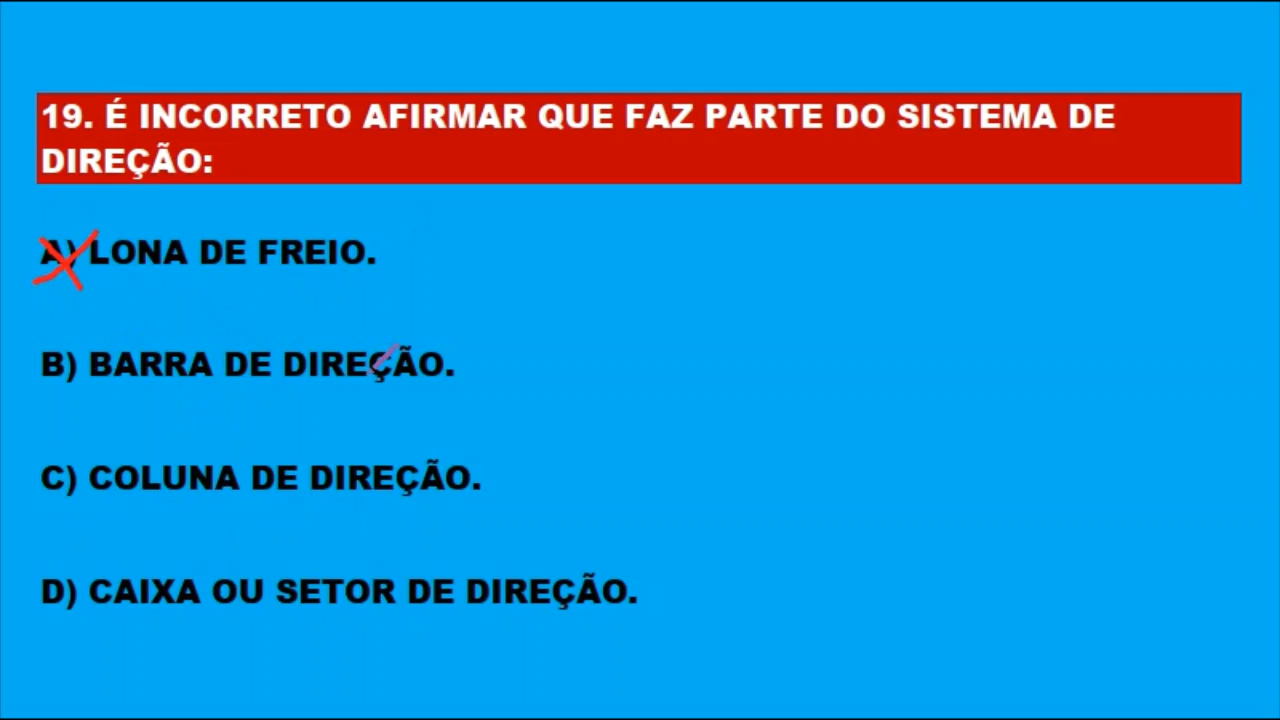 19. É INCORRETO AFIRMAR QUE FAZ PARTE DO SISTEMA DE
DIREÇÃO:
A) LONA DE FREIO.
B) BARRA DE DIREÇÃO.
C) COLUNA DE DIREÇÃO.
D) CAIXA OU SETOR DE DIREÇÃO.